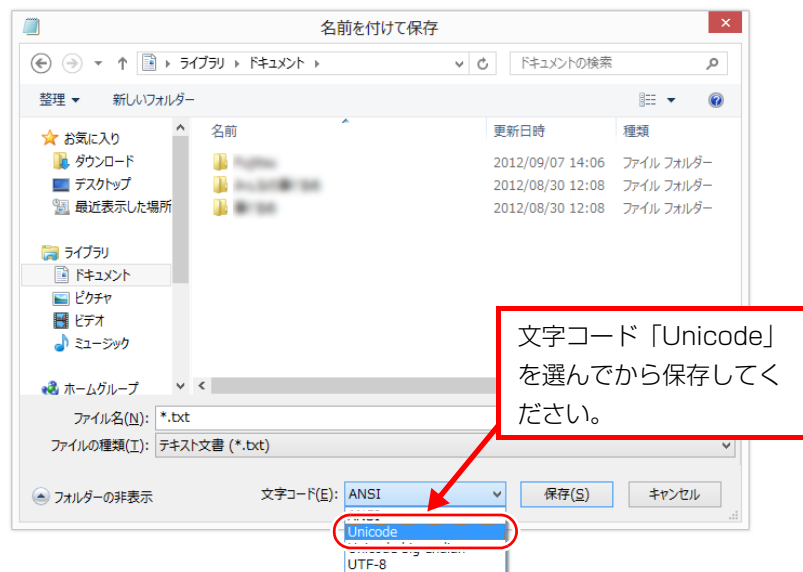 名前を付けて保存
ライブラリ ドキュメント
ドキュメントの検索
整理 新しいフォルダー
お気に入り
ダウンロード
デスクトップ
最近表示した場所
ライブラリ
ドキュメント
ピクチャ
ビデオ
ミュージック
ホームグループ
名前 更新日時 種類
2012/09/07 14:06 ファイル フォルダー
2012/08/30 12:08 ファイル フォルダー
2012/08/30 12:08 ファイル フォルダー
文字コード「Unicode」
を選んでから保存してく
ださい。
ファイル名(N): *.txt
ファイルの種類(T): テキスト文書 (*.txt)
フォルダーの非表示
文字コード(E): ANSI
保存(S) キャンセル
Unicode
UTF-8